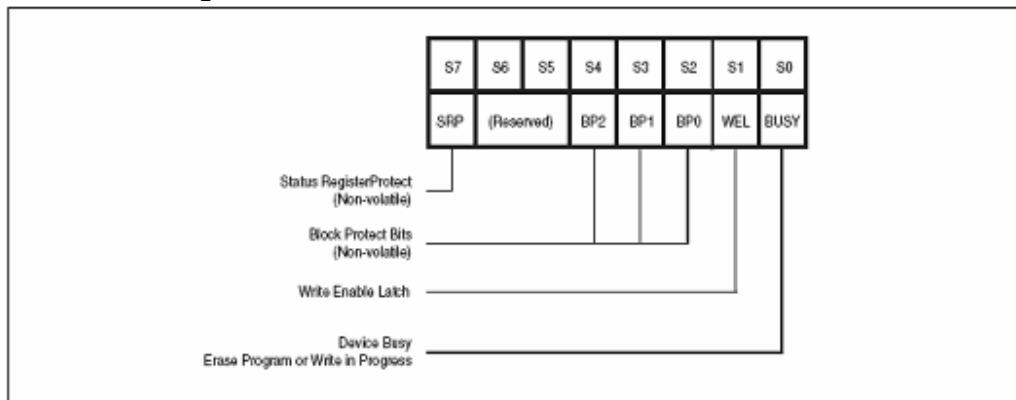 S7 S6 S5 S4 S3 S2 S1 S0
SRP (Reserved) BP2 BP1 BP0 WEL BUSY
Status RegisterProtect
(Non-volatile)
Block Protect Bits
(Non-volatile)
Write Enable Latch
Device Busy
Erase Program or Write in Progress